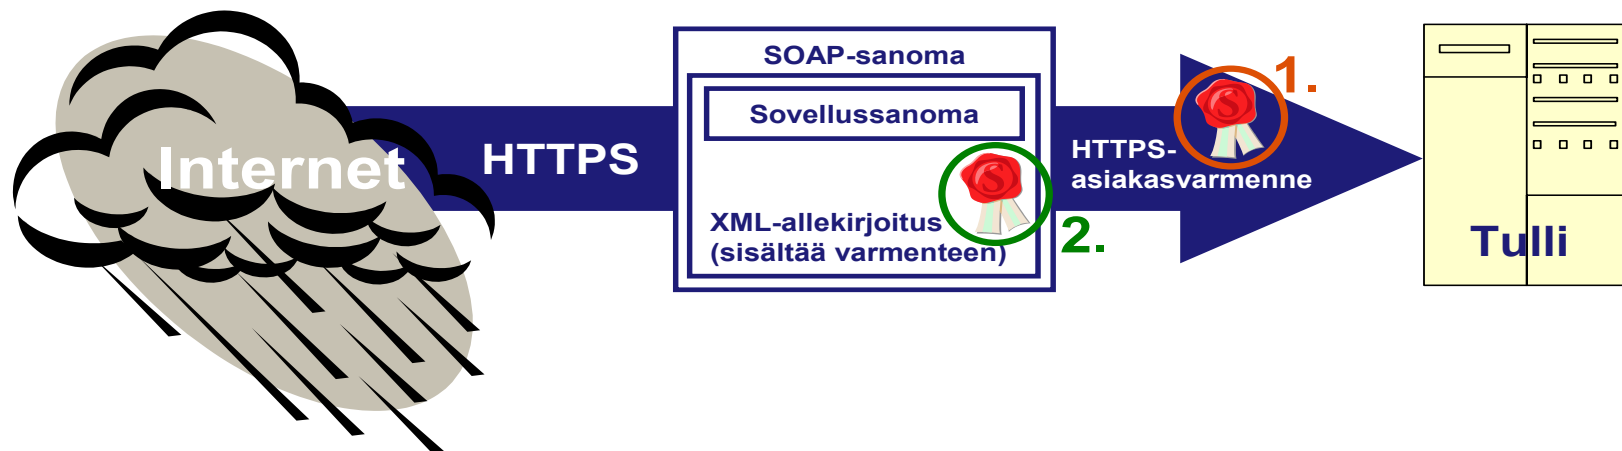 Internet
HTTPS
SOAP-sanoma
Sovellussanoma
XML-allekirjoitus
(sisältää varmenteen)
2.
HTTPS-
asiakasvarmenne
1.
Tulli
S
S